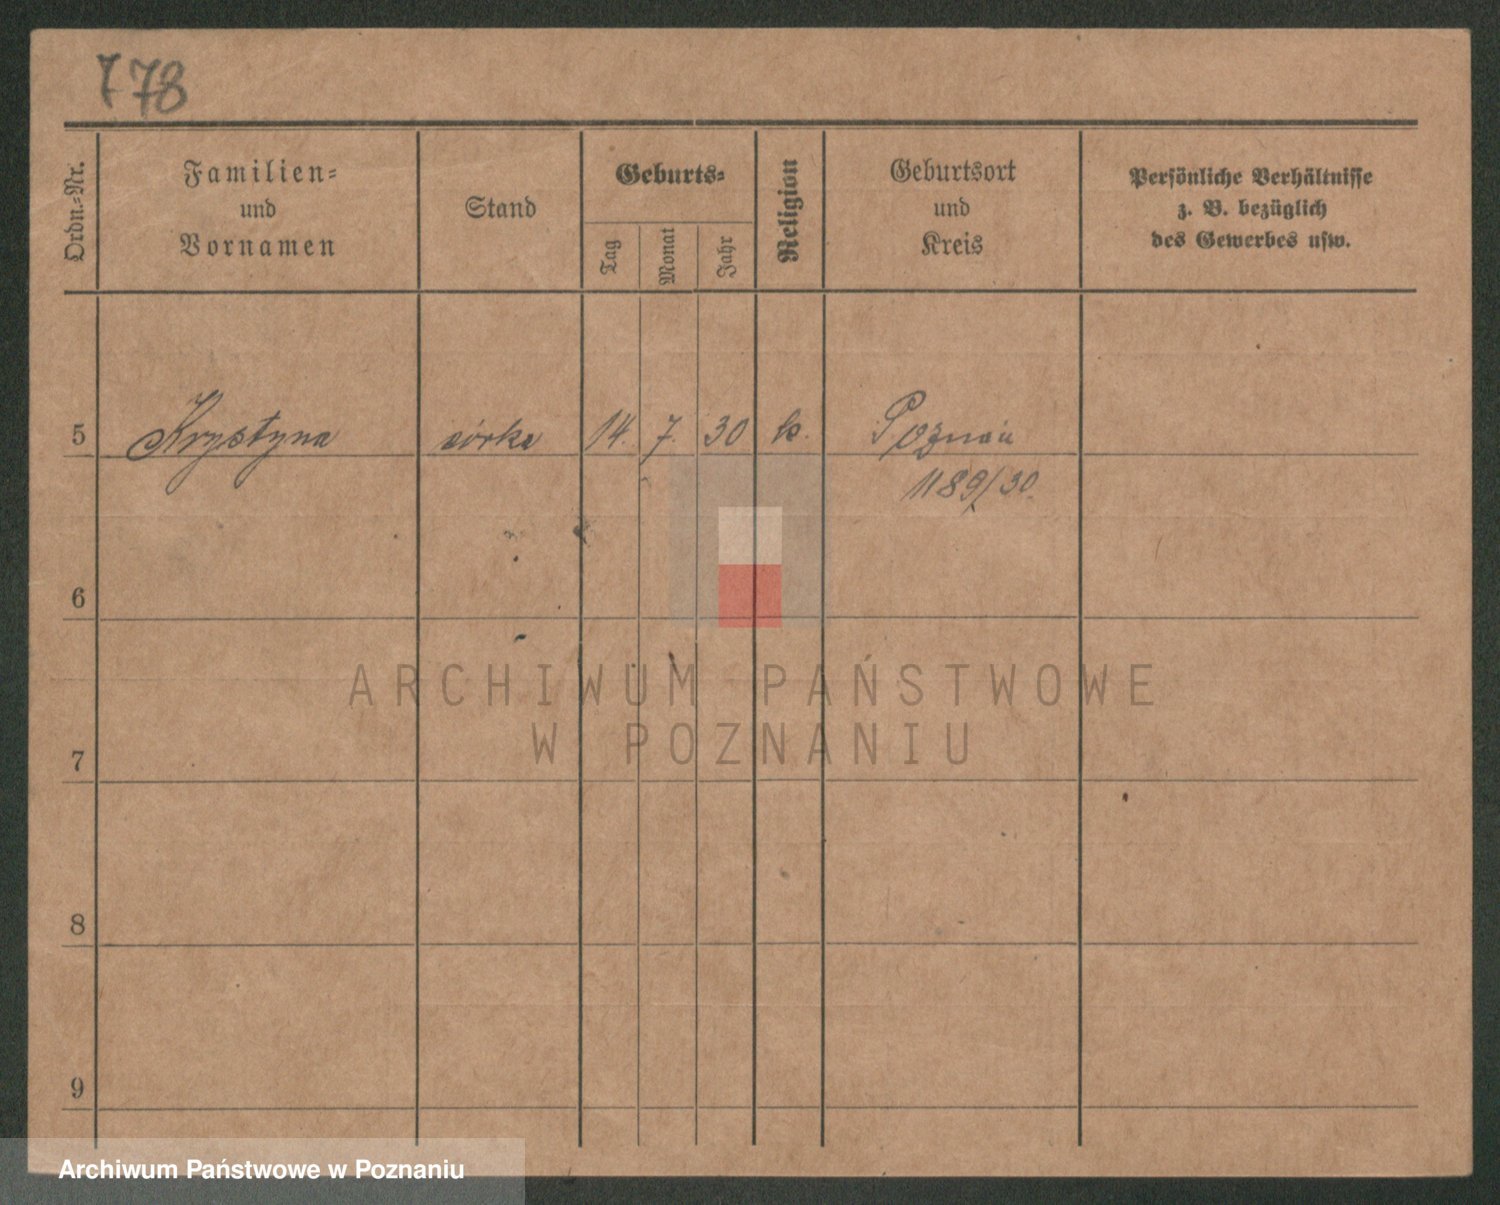 778
Ordn.-Nr.
Familien-
und
Vornamen
Stand
Geburts-
Tag
Monat
Jahr
Religion
Geburtsort
und
Kreis
Persönliche Verhältnisse
z. B. bezüglich
des Gewerbes usw.
5 Krystyna córka 14. 7. 30 k. Poznań
1189/30.
6
ARCHIWUM PAŃSTWOWE
W POZNANIU
7
8
9
Archiwum Państwowe w Poznaniu